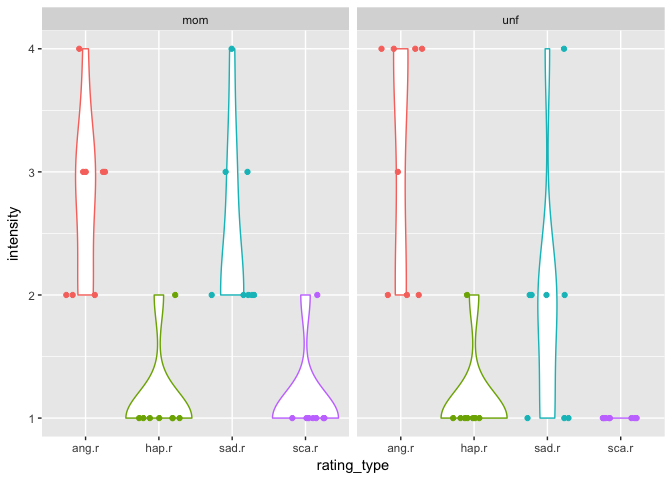 mom unf
intensity
4
3
2
1
ang.r hap.r sad.r sca.r ang.r hap.r sad.r sca.r
rating_type